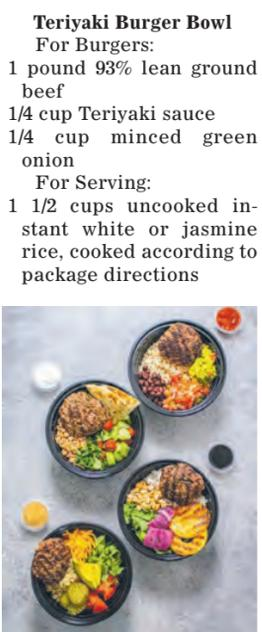 Teriyaki Burger Bowl
For Burgers:
1 pound 93% lean ground
beef
1/4 cup Teriyaki sauce
1/4 cup minced green
onion
For Serving:
1 1/2 cups uncooked in-
stant white or jasmine
rice, cooked according to
package directions